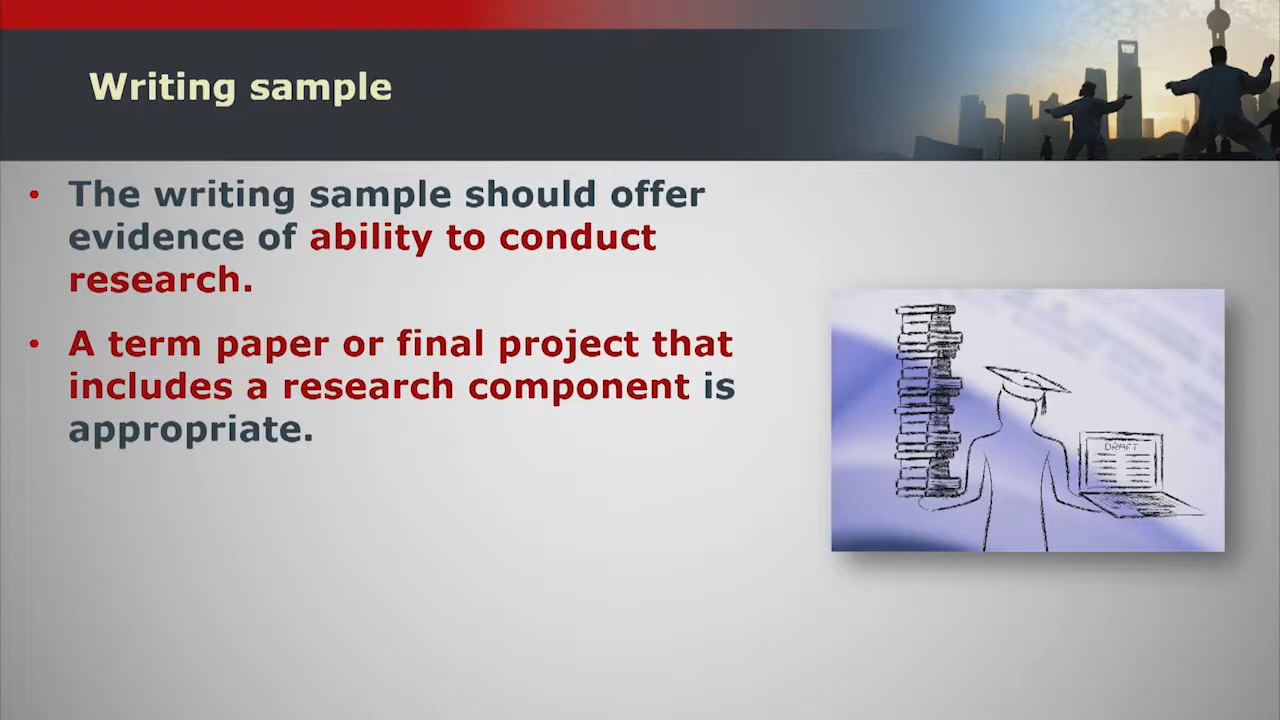 Writing sample
• The writing sample should offer
evidence of ability to conduct
research.
• A term paper or final project that
includes a research component is
appropriate.
DRAFT